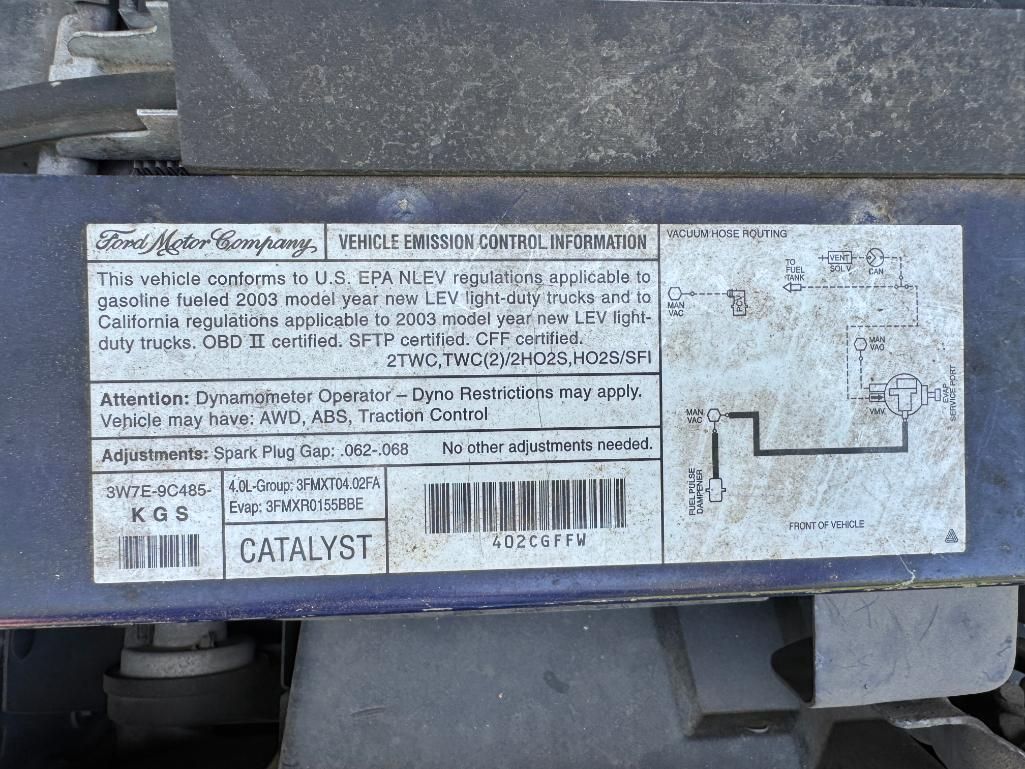 Ford Motor Company
VEHICLE EMISSION CONTROL INFORMATION
This vehicle conforms to U.S. EPA NLEV regulations applicable to
gasoline fueled 2003 model year new LEV light-duty trucks and to
California regulations applicable to 2003 model year new LEV light-
duty trucks. OBD II certified. SFTP certified. CFF certified.
2TWC,TWC(2)/2HO2S,HO2S/SFI
Attention: Dynamometer Operator – Dyno Restrictions may apply.
Vehicle may have: AWD, ABS, Traction Control
Adjustments: Spark Plug Gap: .062-.068 No other adjustments needed.
3W7E-9C485-
KGS
4.0L-Group: 3FMXT04.02FA
Evap: 3FMXR0155BBE
CATALYST
402CGFFW
VACUUM HOSE ROUTING
TO
FUEL
TANK
VENT
SOL V
CAN
MAN
VAC
PCV
MAN
VAC
VMV
EVAP
SERVICE PORT
MAN
VAC
FUEL PULSE
DAMPENER
FRONT OF VEHICLE